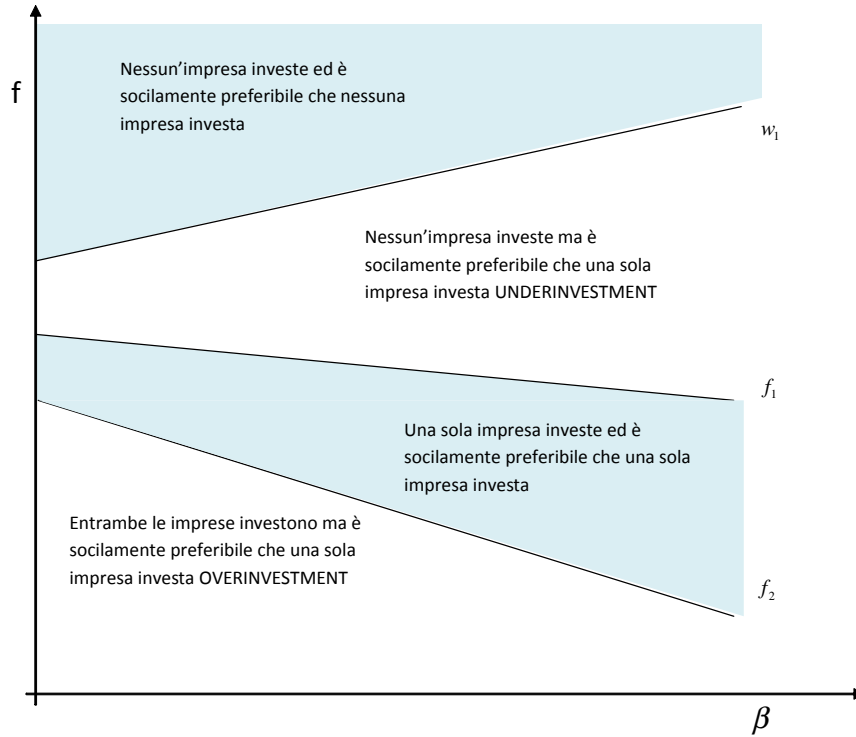 f
Nessun'impresa investe ed è
socilamente preferibile che nessuna
impresa investa
w₁
Nessun'impresa investe ma è
socilamente preferibile che una sola
impresa investa UNDERINVESTMENT
f₁
Una sola impresa investe ed è
socilamente preferibile che una sola
impresa investa
Entrambe le imprese investono ma è
socilamente preferibile che una sola
impresa investa OVERINVESTMENT
f₂
β